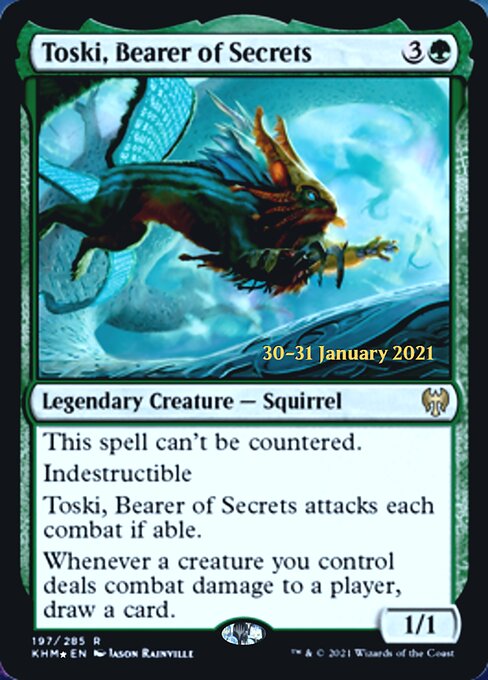 Toski, Bearer of Secrets 3
30–31 January 2021
Legendary Creature — Squirrel
This spell can't be countered.
Indestructible
Toski, Bearer of Secrets attacks each
combat if able.
Whenever a creature you control
deals combat damage to a player,
draw a card.
1/1
197/285 R
KHM★EN Jason Rainville ™ & © 2021 Wizards of the Coast